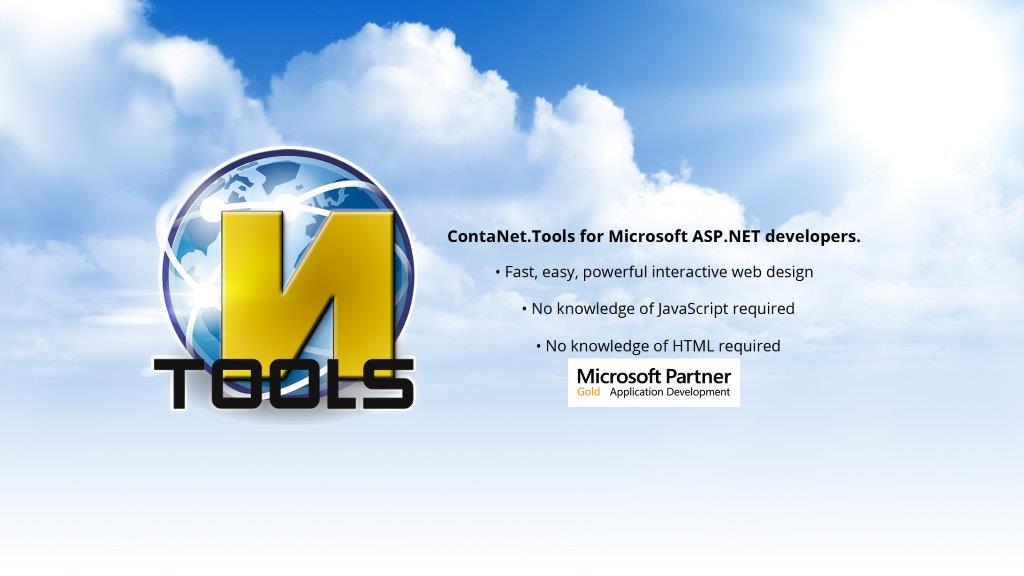 И
TOOLS
ContaNet.Tools for Microsoft ASP.NET developers.
• Fast, easy, powerful interactive web design
• No knowledge of JavaScript required
• No knowledge of HTML required
Microsoft Partner
Gold Application Development